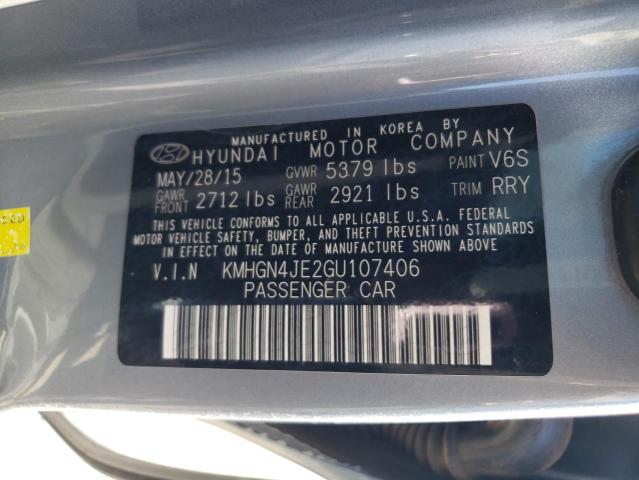 MANUFACTURED IN KOREA BY
HYUNDAI MOTOR COMPANY
MAY/28/15 GVWR 5379 lbs PAINT V6S
GAWR FRONT 2712 lbs GAWR REAR 2921 lbs TRIM RRY
THIS VEHICLE CONFORMS TO ALL APPLICABLE U.S.A. FEDERAL
MOTOR VEHICLE SAFETY, BUMPER, AND THEFT PREVENTION STANDARDS
IN EFFECT ON THE DATE OF MANUFACTURE SHOWN ABOVE
V.I.N KMHGN4JE2GU107406
PASSENGER CAR